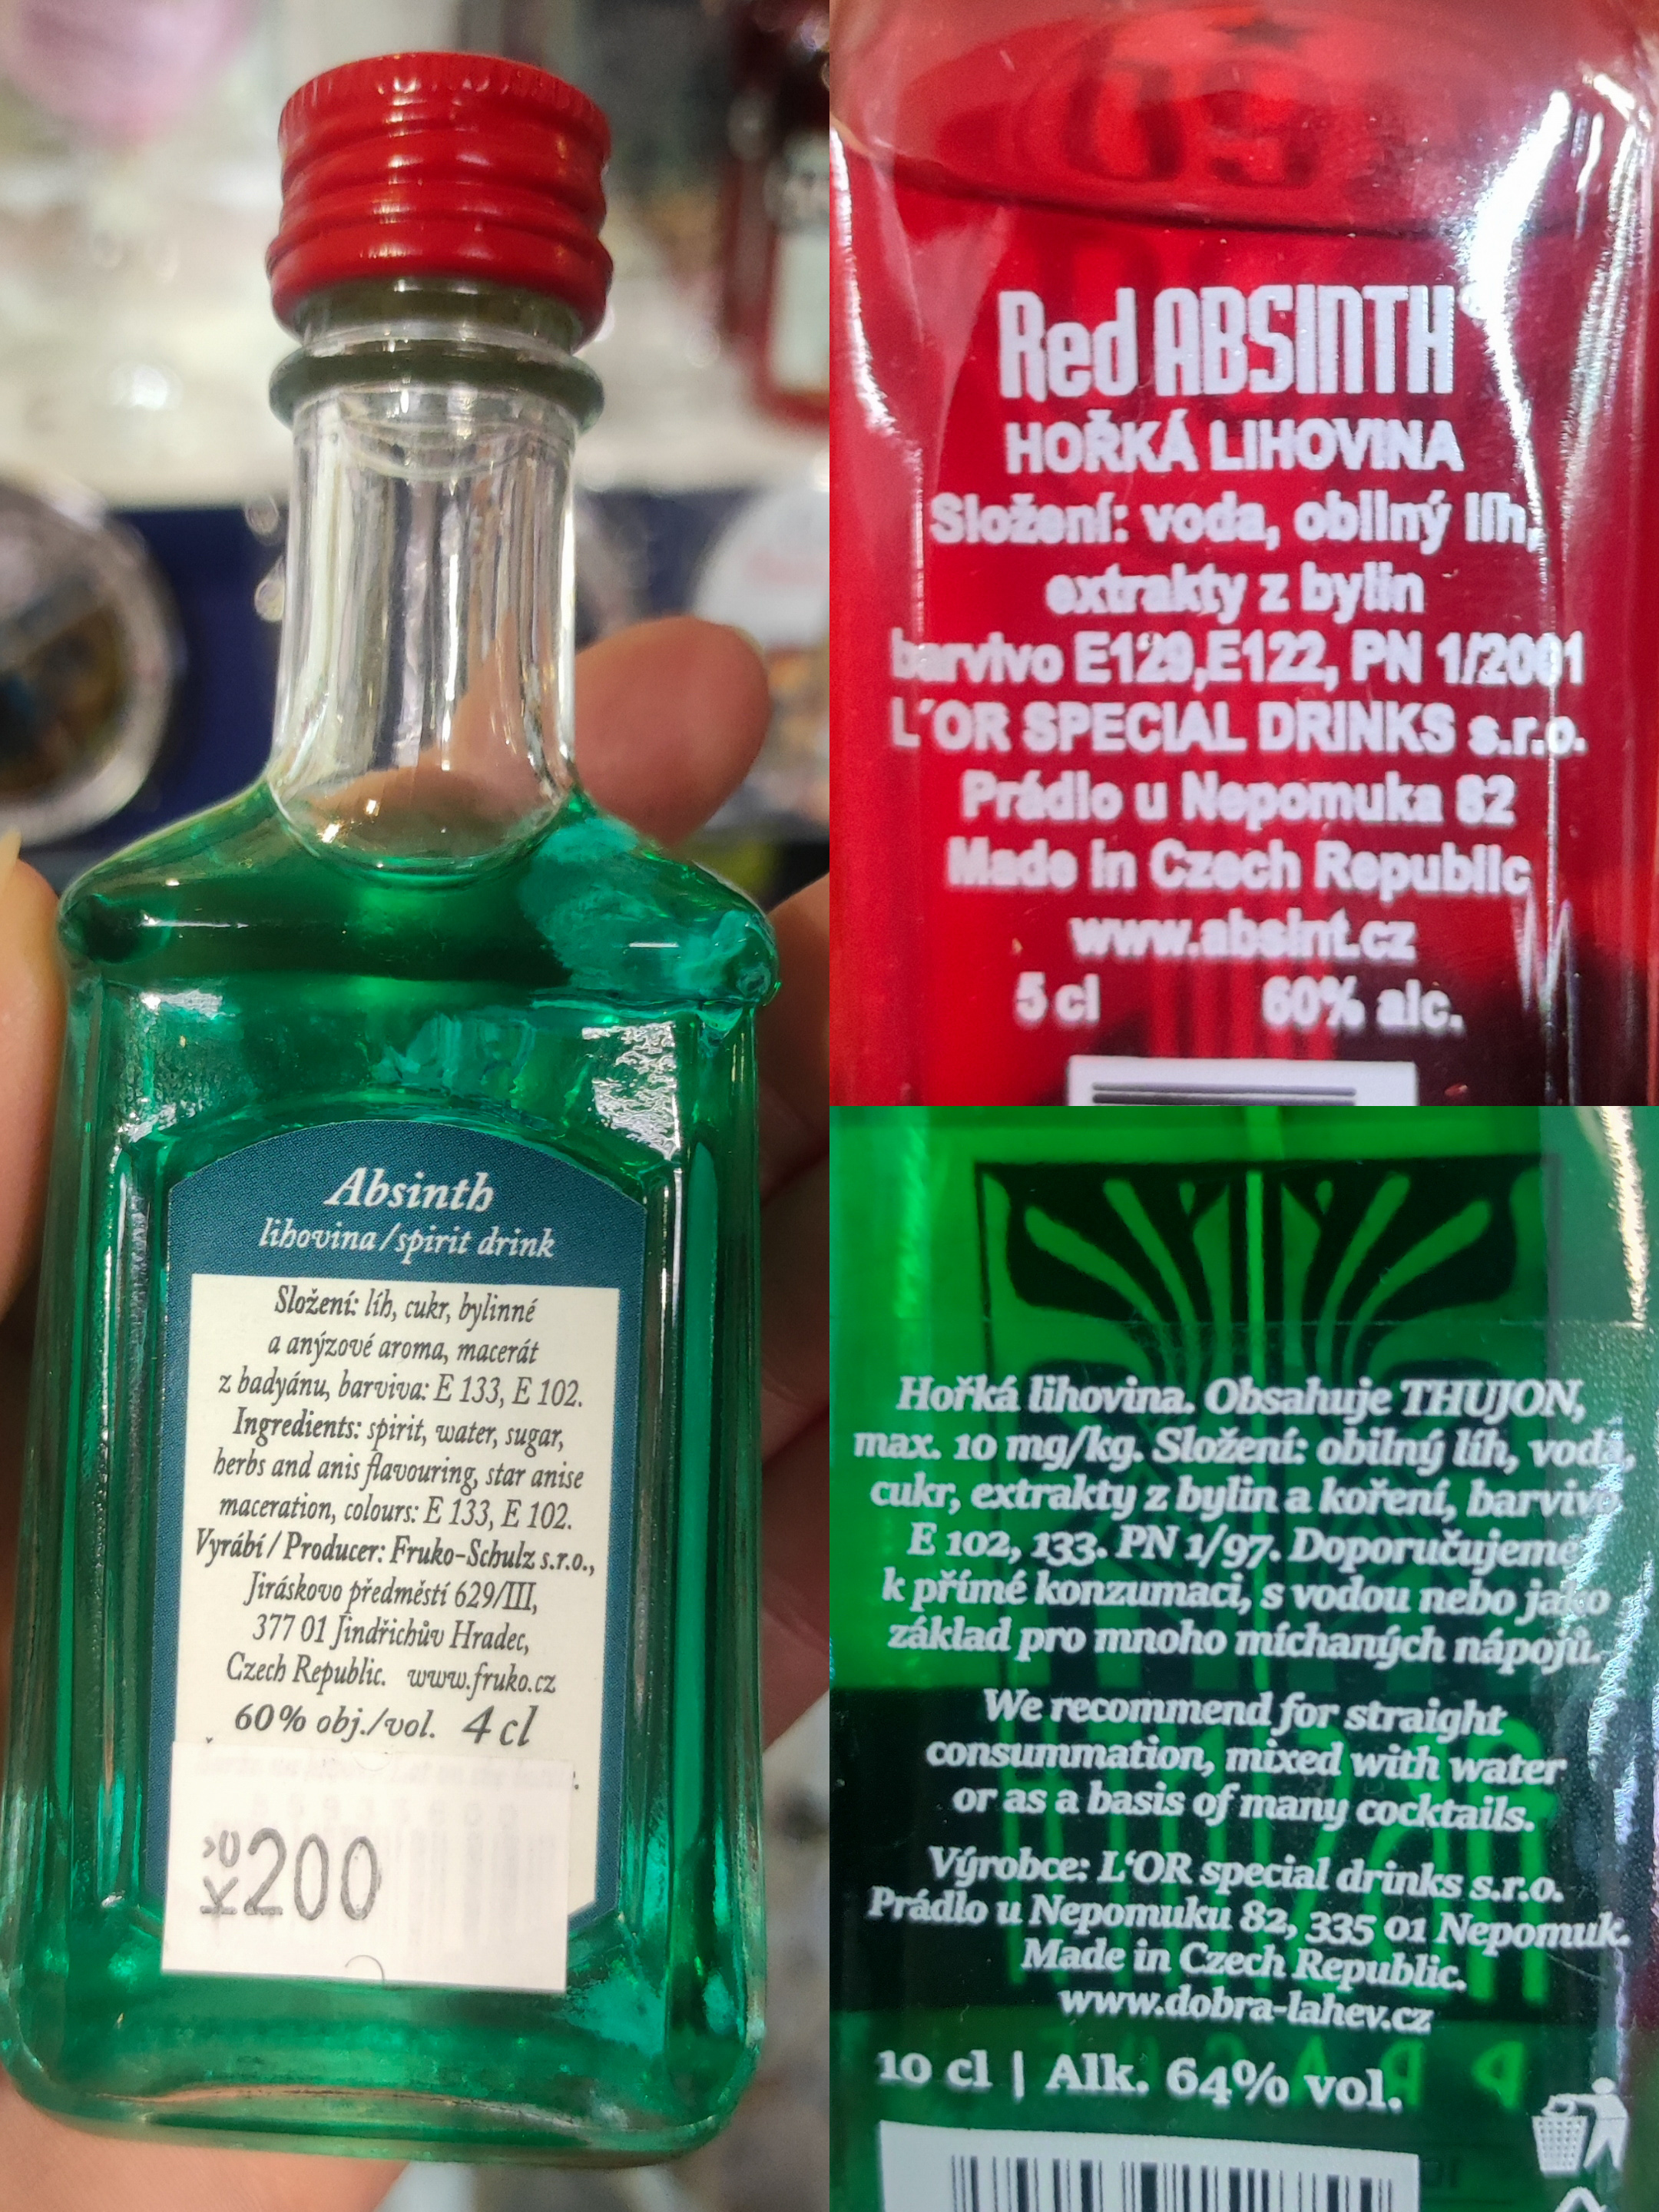 Absinth
lihovina/spirit drink
Složení: líh, cukr, bylinné
a anýzové aroma, macerát
z badyánu, barviva: E 133, E 102.
Ingredients: spirit, water, sugar,
herbs and anis flavouring, star anise
maceration, colours: E 133, E 102.
Vyrábí / Producer: Fruko-Schulz s.r.o.,
Jiráskovo předměstí 629/III,
377 01 Jindřichův Hradec,
Czech Republic. www.fruko.cz
60% obj./vol. 4 cl
Kč 200
Red ABSINTH
HOŘKÁ LIHOVINA
Složení: voda, obilný líh,
extrakty z bylin
barvivo E129,E122, PN 1/2001
L´OR SPECIAL DRINKS s.r.o.
Prádlo u Nepomuka 82
Made in Czech Republic
www.absint.cz
5 cl 60% alc.
Hořká lihovina. Obsahuje THUJON,
max. 10 mg/kg. Složení: obilný líh, voda,
cukr, extrakty z bylin a koření, barvivo
E 102, 133. PN 1/97. Doporučujeme
k přímé konzumaci, s vodou nebo jako
základ pro mnoho míchaných nápojů.
We recommend for straight
consummation, mixed with water
or as a basis of many cocktails.
Výrobce: L‘OR special drinks s.r.o.
Prádlo u Nepomuku 82, 335 01 Nepomuk.
Made in Czech Republic.
www.dobra-lahev.cz
10 cl | Alk. 64% vol.